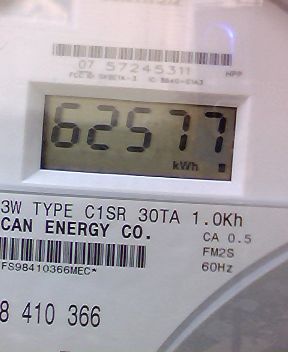 07 57245311
HPP
62577
kWh
3W TYPE C1SR 30TA 1.0Kh
CAN ENERGY CO.
CA 0.5
FM2S
60Hz
FS98410366MEC*
8 410 366